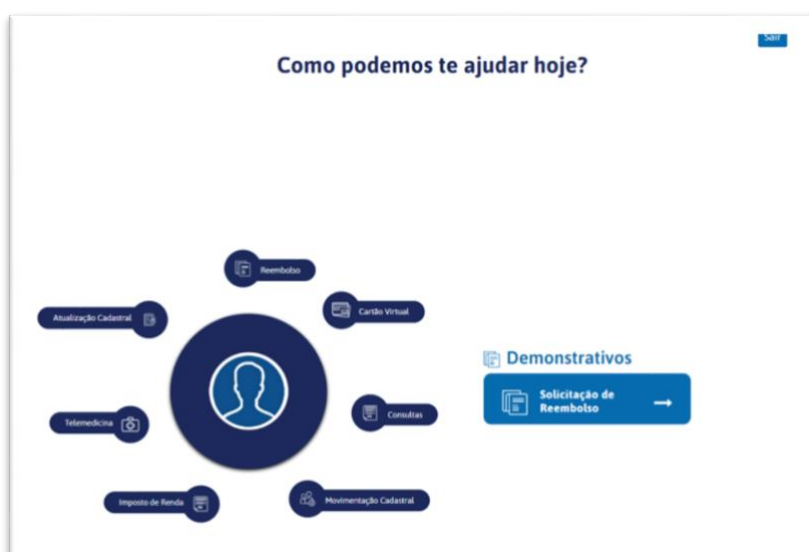 Sair
Como podemos te ajudar hoje?
Reembolso
Atualização Cadastral
Cartão Virtual
Demonstrativos
Solicitação de
Reembolso
Consultas
Telemedicina
Imposto de Renda
Movimentação Cadastral